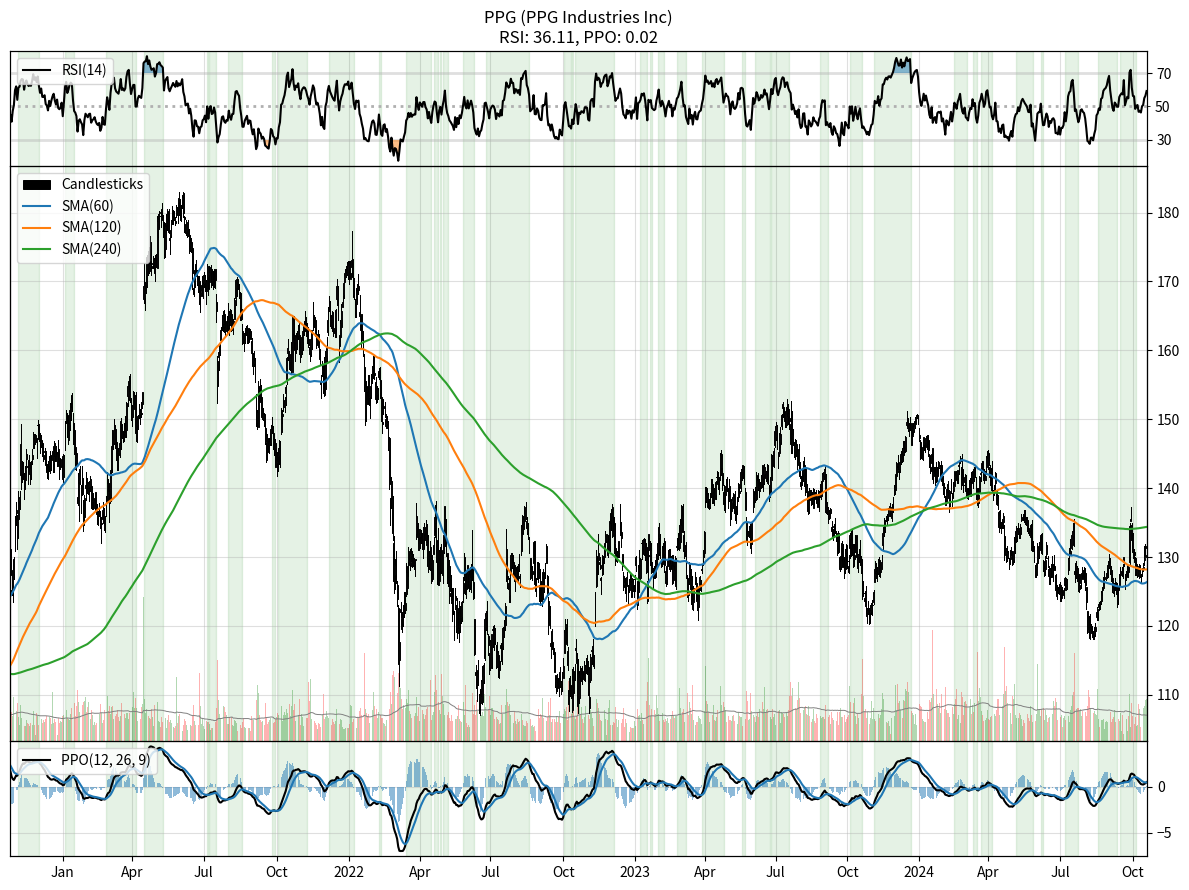 PPG (PPG Industries Inc)
RSI: 36.11, PPO: 0.02
RSI(14)
70
50
30
Candlesticks
SMA(60)
SMA(120)
SMA(240)
180
170
160
150
140
130
120
110
PPO(12, 26, 9)
0
−5
Jan Apr Jul Oct 2022 Apr Jul Oct 2023 Apr Jul Oct 2024 Apr Jul Oct